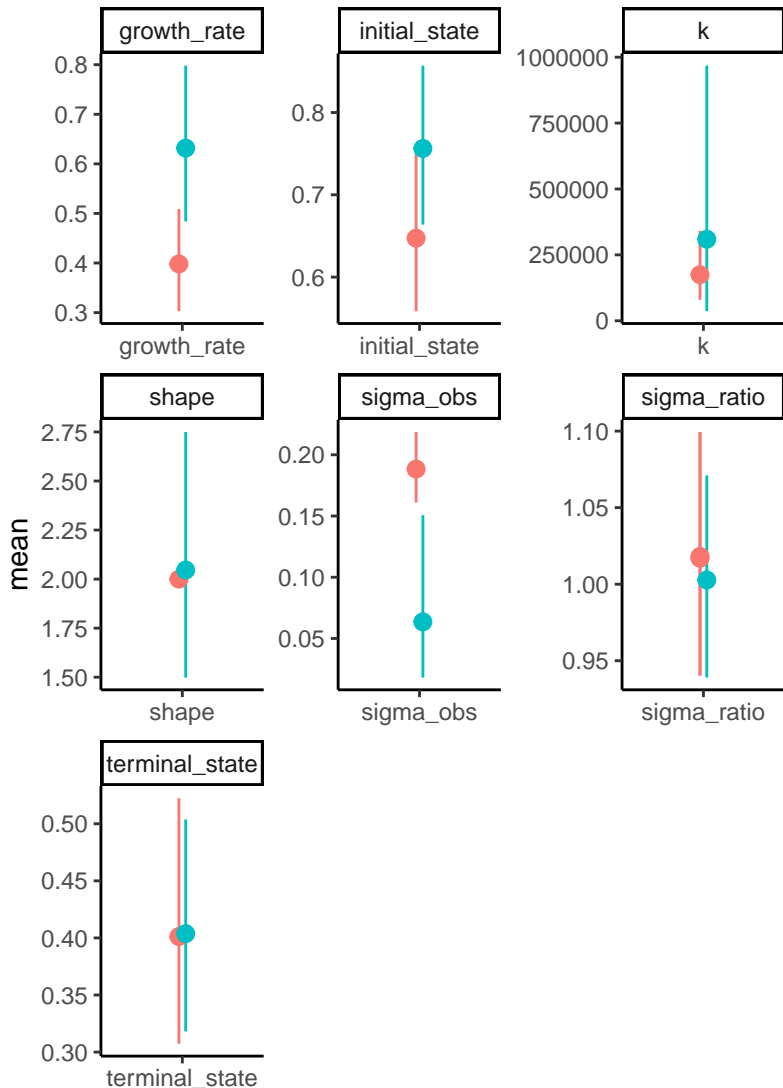 growth_rate
initial_state
k
0.8
0.7
0.6
0.5
0.4
0.3
growth_rate
0.8
0.7
0.6
initial_state
1000000
750000
500000
250000
0
k
mean
shape
sigma_obs
sigma_ratio
2.75
2.50
2.25
2.00
1.75
1.50
shape
0.20
0.15
0.10
0.05
sigma_obs
1.10
1.05
1.00
0.95
sigma_ratio
terminal_state
0.50
0.45
0.40
0.35
0.30
terminal_state